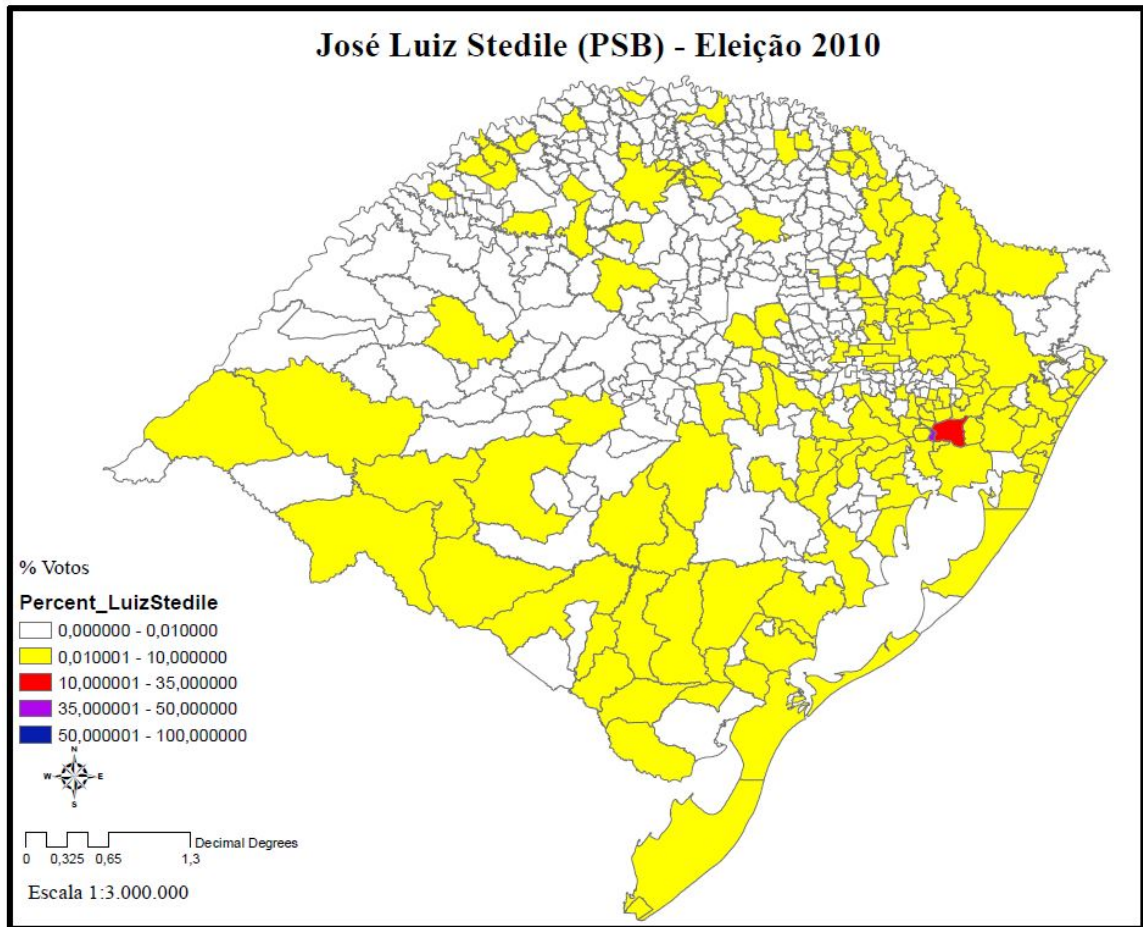 José Luiz Stedile (PSB) - Eleição 2010
% Votos
Percent_LuizStedile
0,000000 - 0,010000
0,010001 - 10,000000
10,000001 - 35,000000
35,000001 - 50,000000
50,000001 - 100,000000
N
W E
S
Decimal Degrees
0 0,325 0,65 1,3
Escala 1:3.000.000